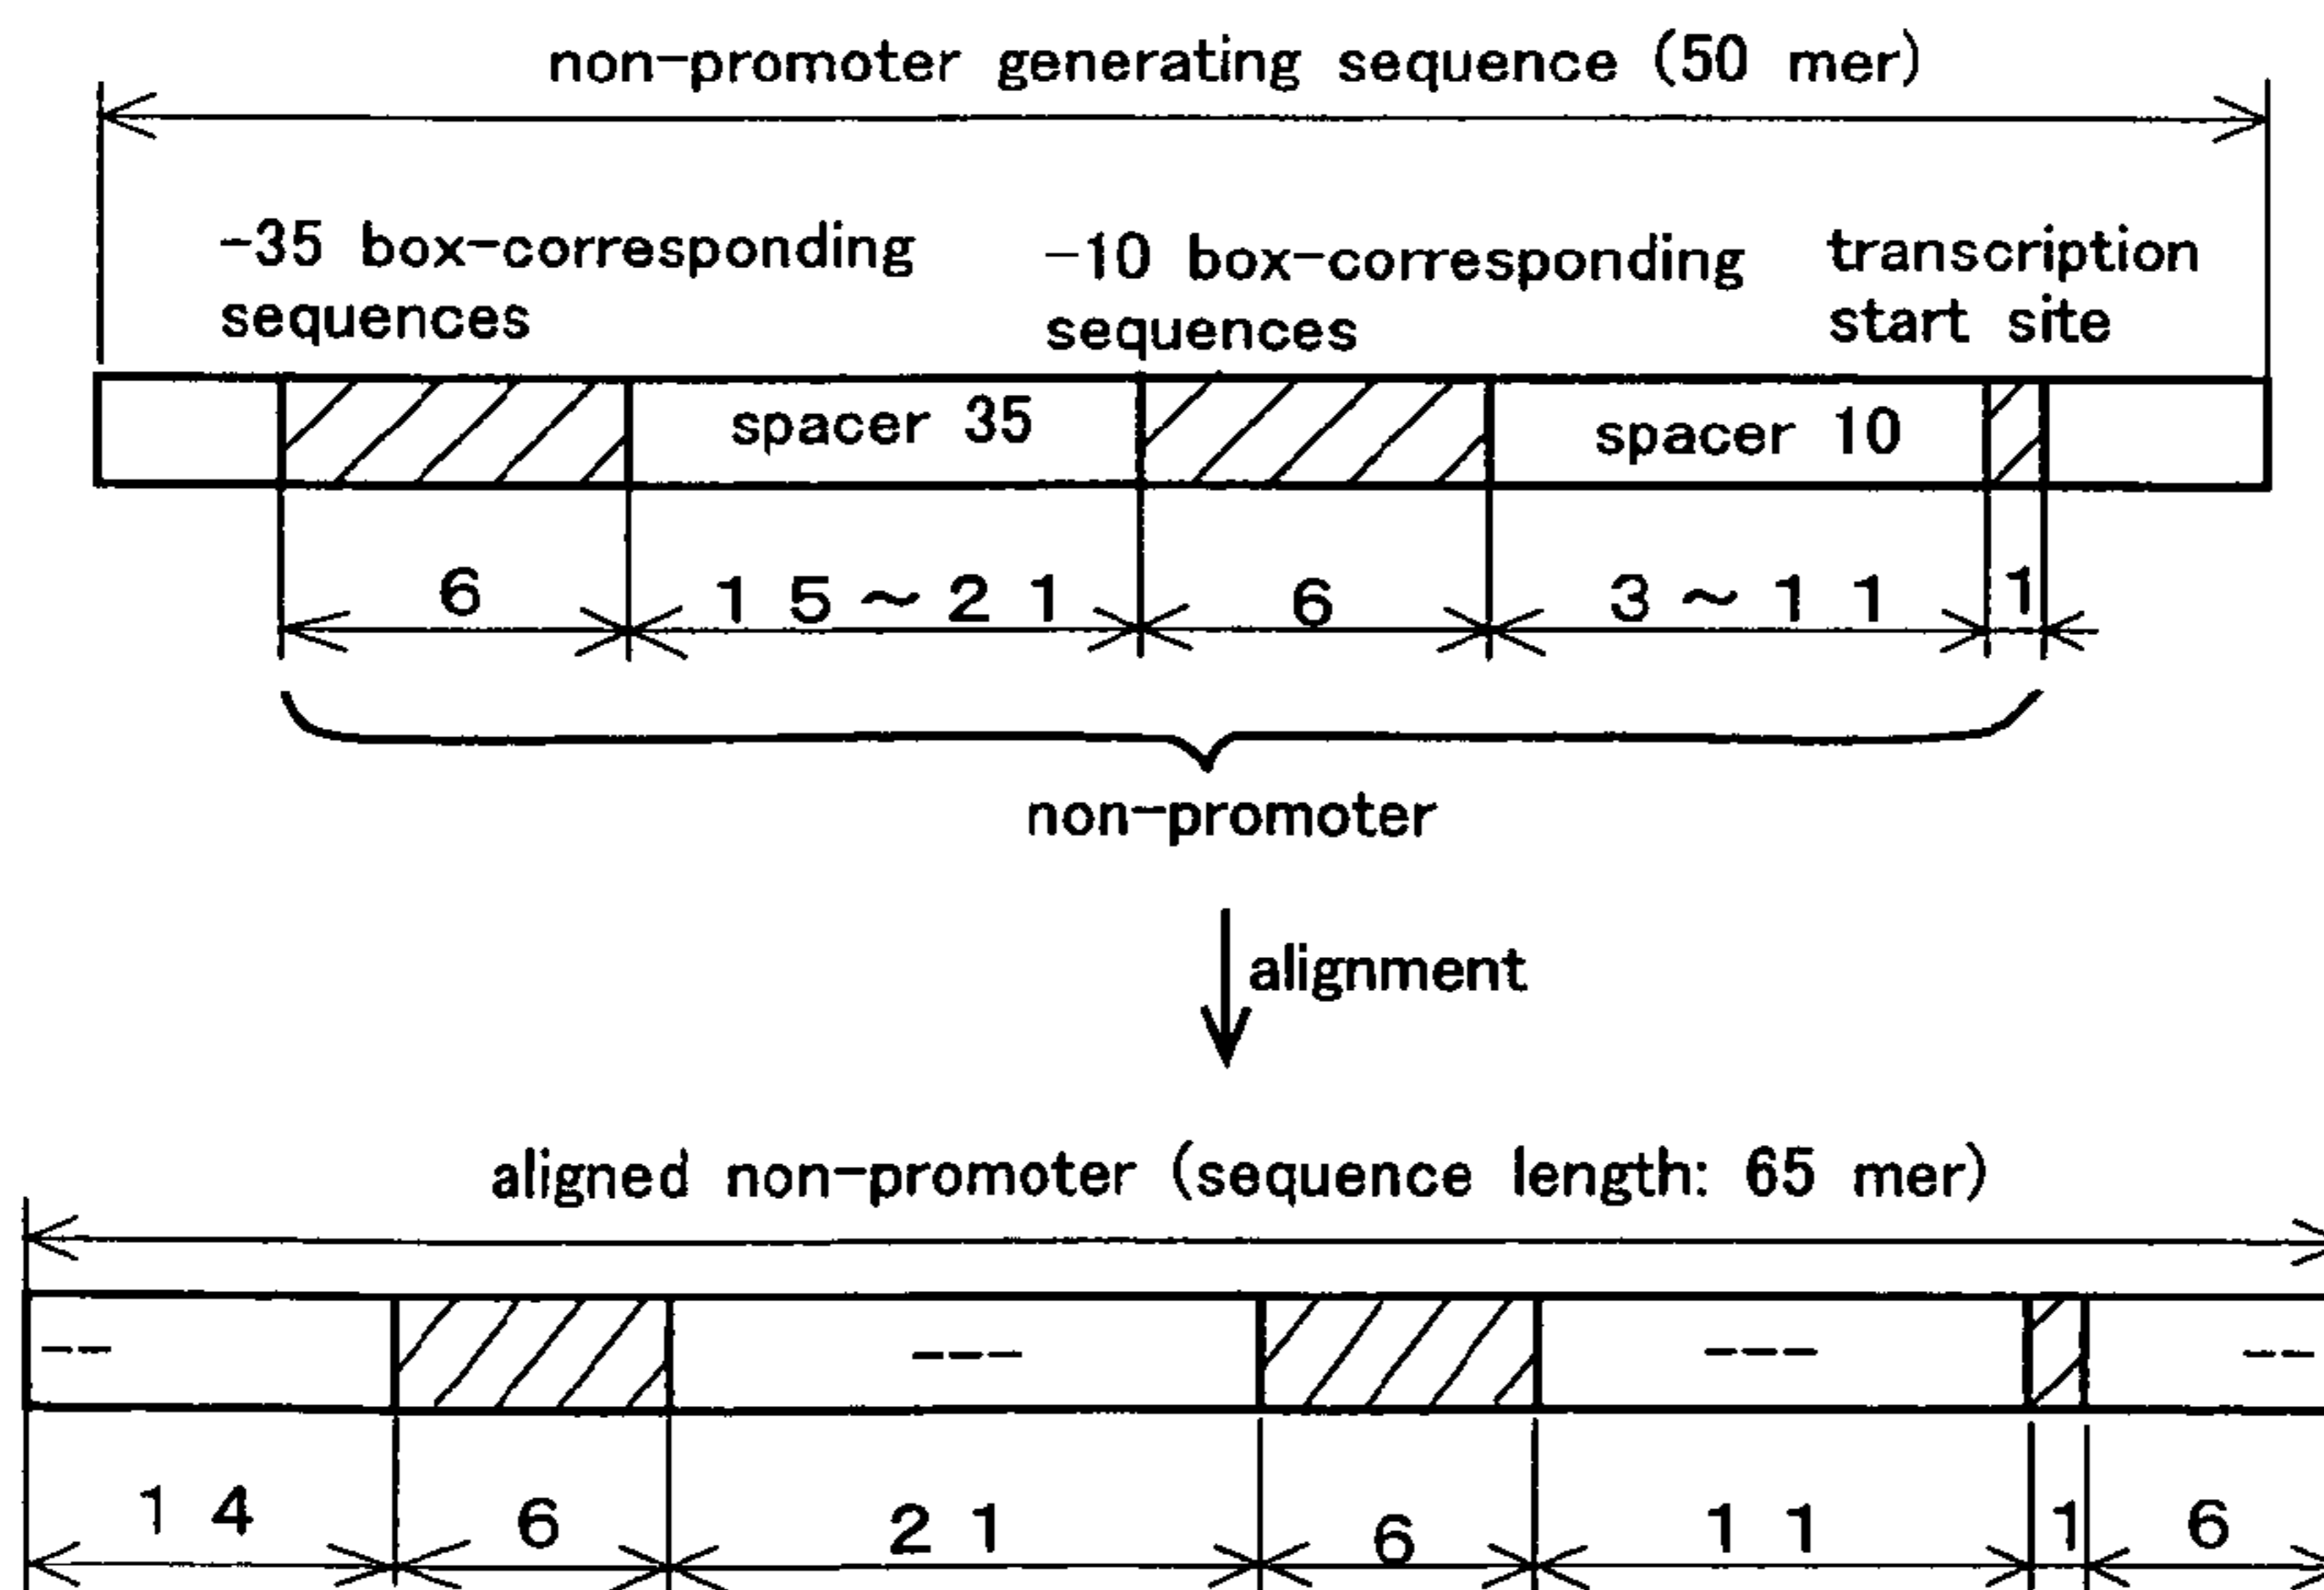 non-promoter generating sequence (50 mer)
-35 box-corresponding
sequences
-10 box-corresponding
sequences
transcription
start site
spacer 35
spacer 10
6
15~21
6
3~11
1
non-promoter
alignment
aligned non-promoter (sequence length: 65 mer)
-- --- --- --
14
6
21
6
11
1
6